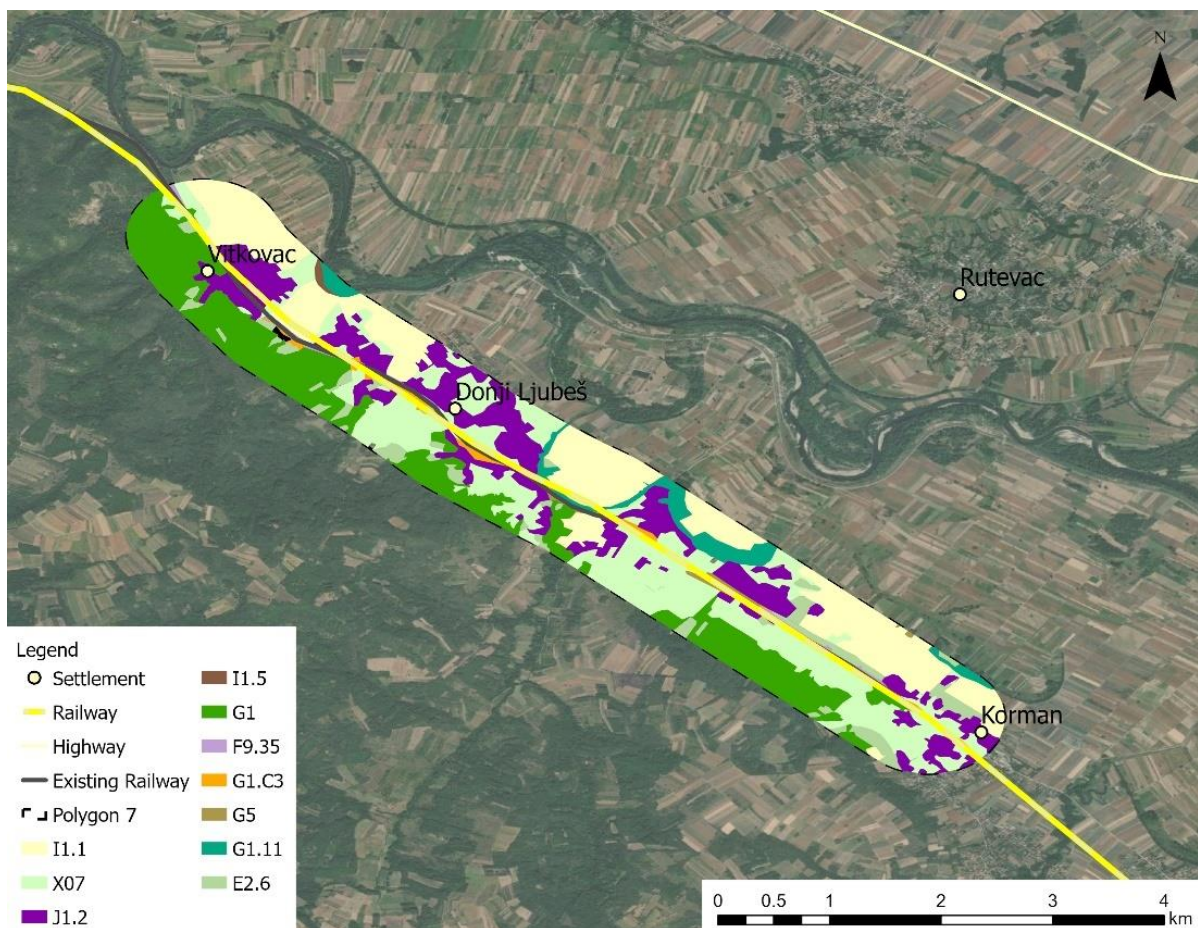 N
Vitkovac
Rutevac
Donji Ljubeš
Korman
Legend
Settlement
Railway
Highway
Existing Railway
Polygon 7
I1.1
X07
J1.2
I1.5
G1
F9.35
G1.C3
G5
G1.11
E2.6
0 0.5 1 2 3 4
km